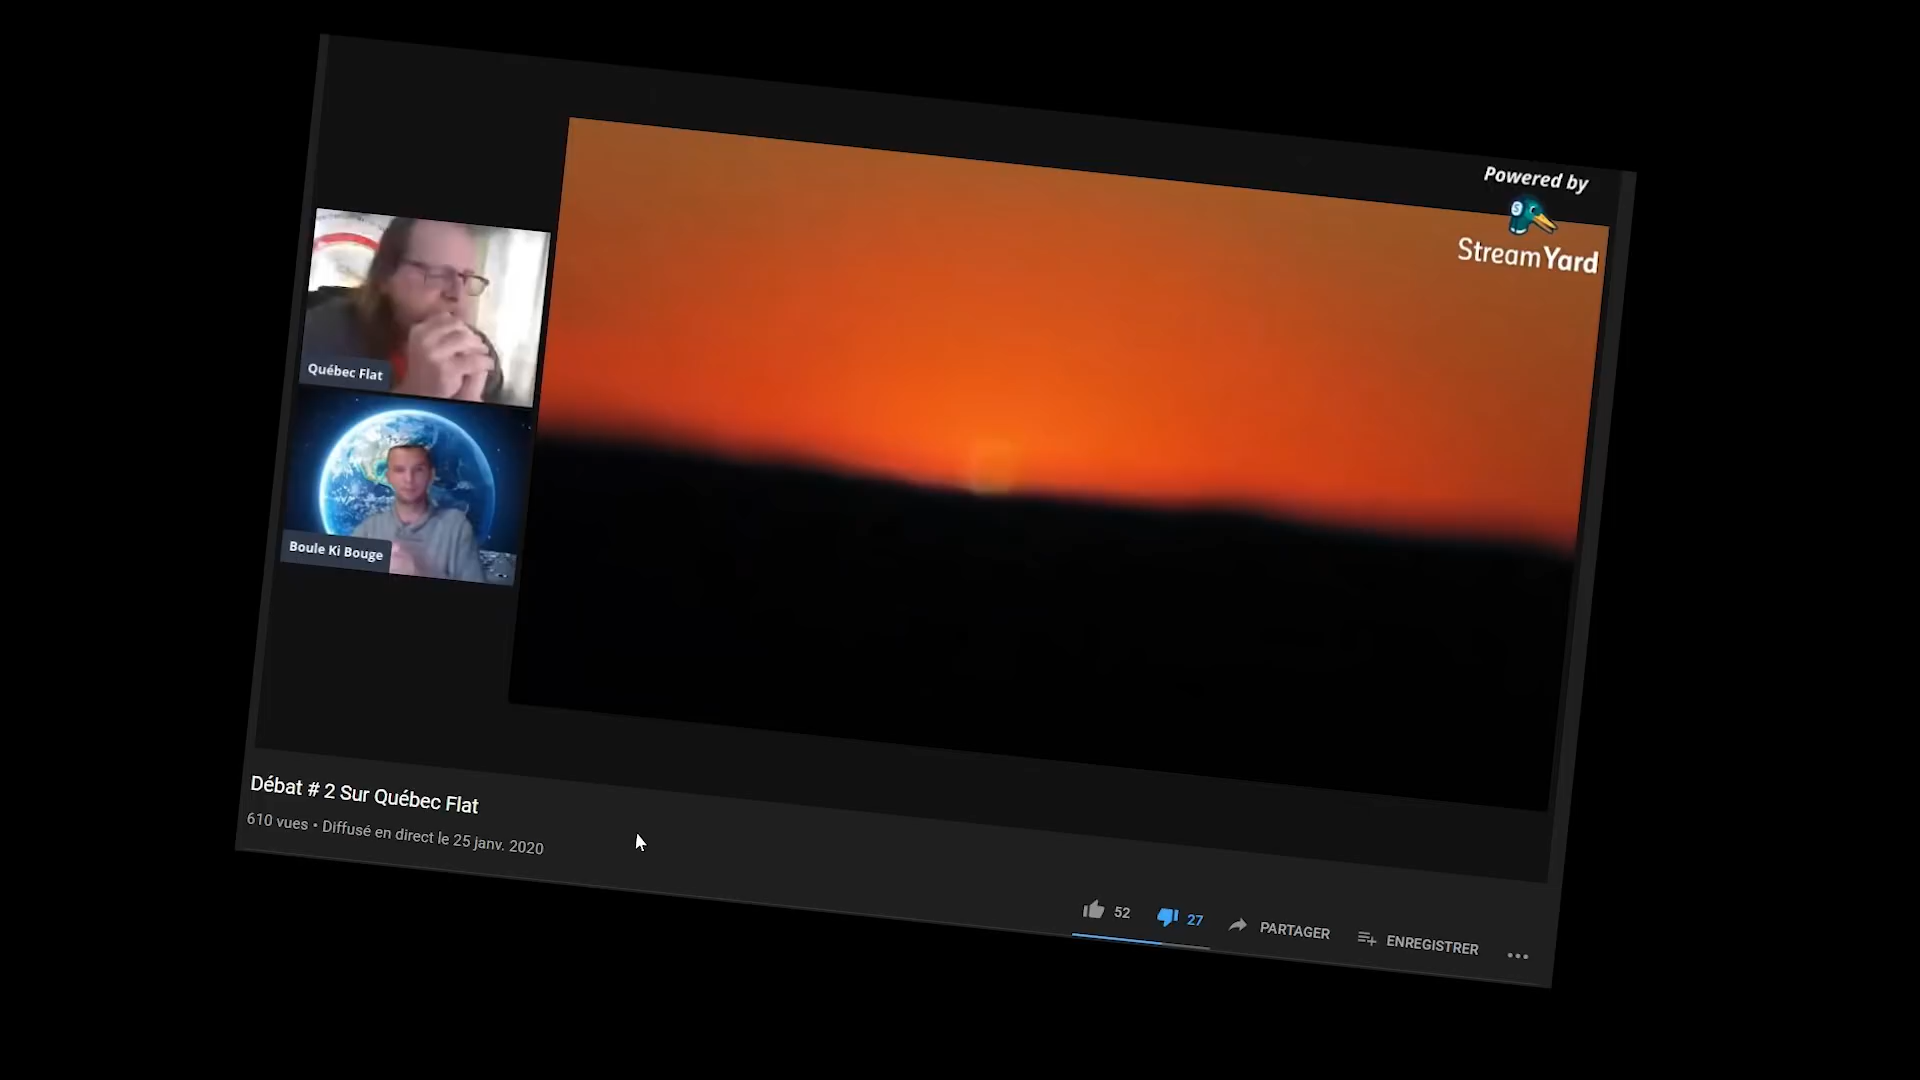 Powered by
StreamYard
Québec Flat
Boule Ki Bouge
Débat # 2 Sur Québec Flat
610 vues • Diffusé en direct le 25 janv. 2020
52
27
PARTAGER
ENREGISTRER